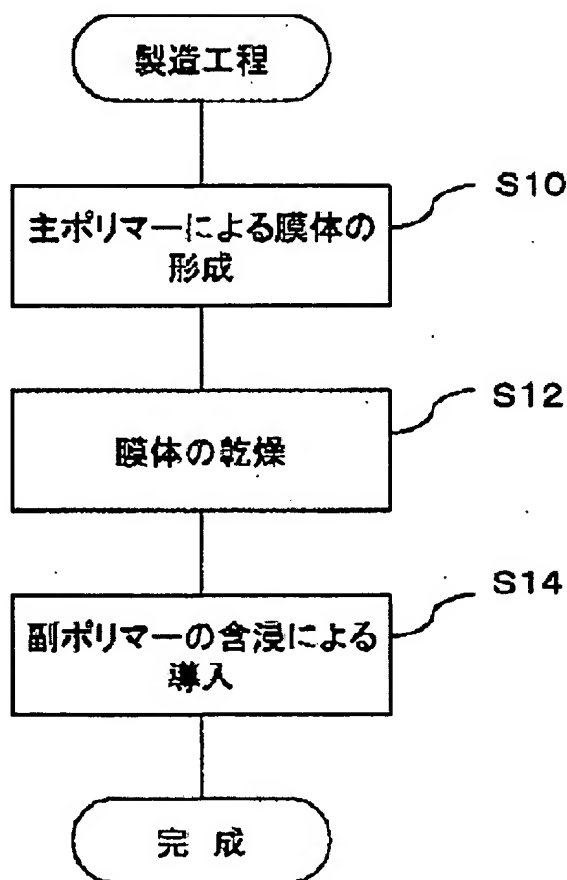 製造工程
S10
主ポリマーによる膜体の
形成
S12
膜体の乾燥
S14
副ポリマーの含浸による
導入
完 成